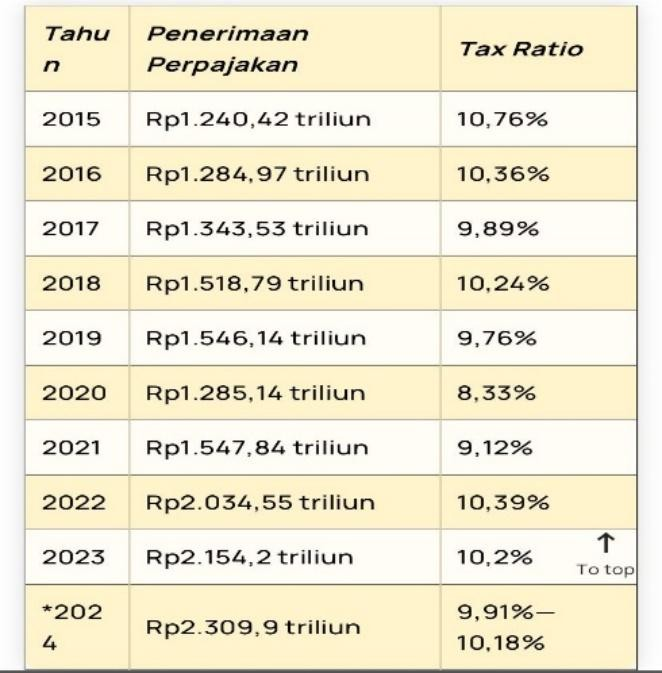 Tahu Penerimaan Tax Ratio
n Perpajakan
2015 Rp1.240,42 triliun 10,76%
2016 Rp1.284,97 triliun 10,36%
2017 Rp1.343,53 triliun 9,89%
2018 Rp1.518,79 triliun 10,24%
2019 Rp1.546,14 triliun 9,76%
2020 Rp1.285,14 triliun 8,33%
2021 Rp1.547,84 triliun 9,12%
2022 Rp2.034,55 triliun 10,39%
2023 Rp2.154,2 triliun 10,2%
↑
To top
*202 Rp2.309,9 triliun 9,91%–
4 10,18%